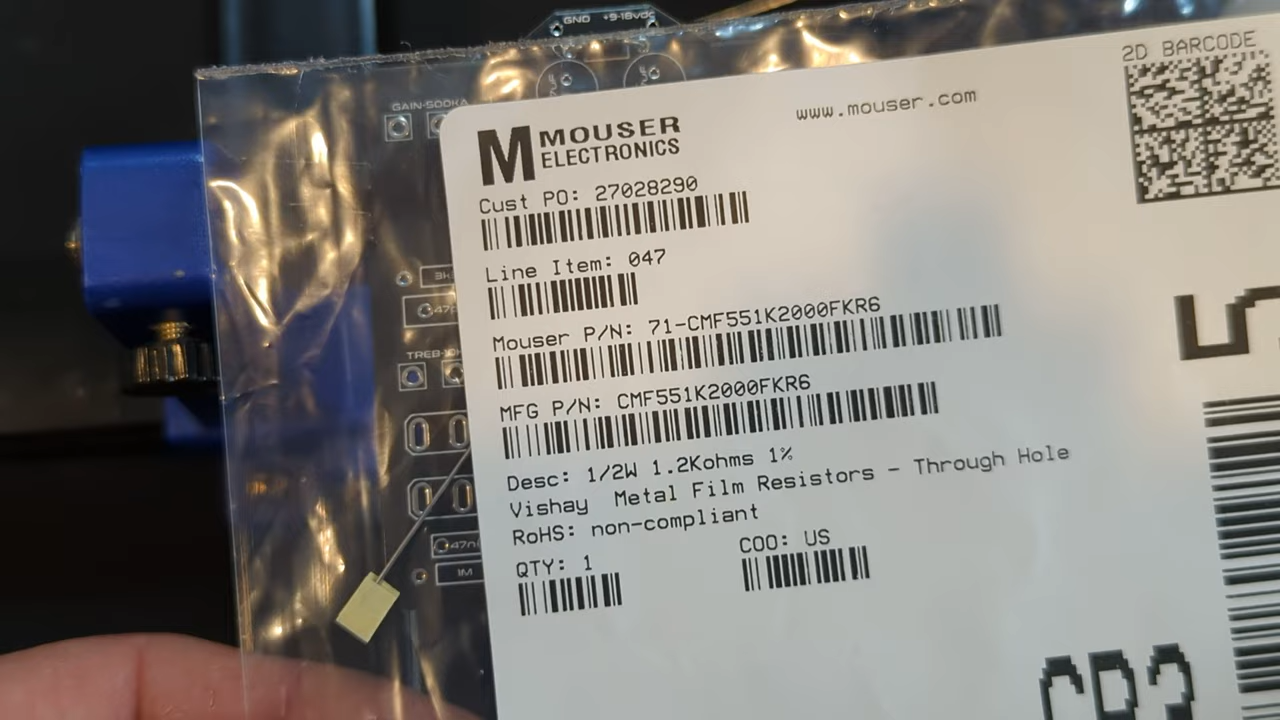 GND +9-18vdc
2D BARCODE
GAIN-500KA
www.mouser.com
M MOUSER
ELECTRONICS
Cust PO: 27028290
Line Item: 047
Mouser P/N: 71-CMF551K2000FKR6
MFG P/N: CMF551K2000FKR6
Desc: 1/2W 1.2Kohms 1%
Vishay Metal Film Resistors - Through Hole
RoHS: non-compliant
QTY: 1
COO: US
1M